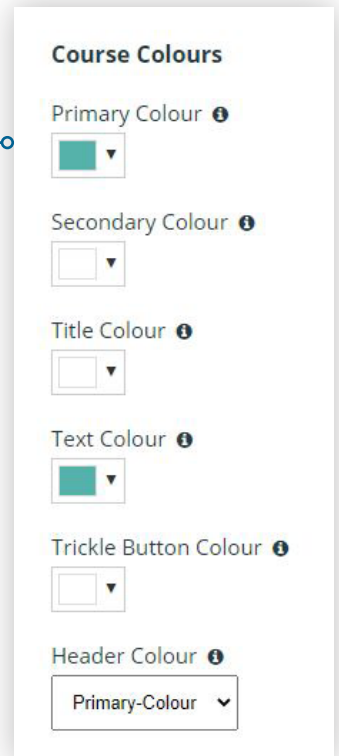 Course Colours
Primary Colour
Secondary Colour
Title Colour
Text Colour
Trickle Button Colour
Header Colour
Primary-Colour